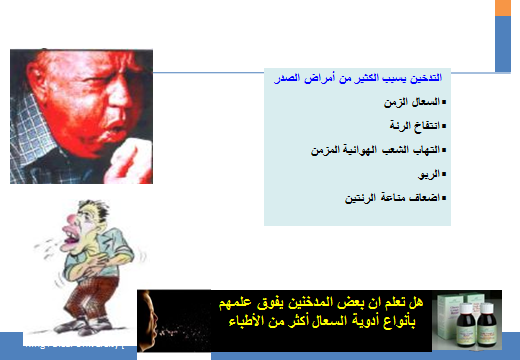 التدخين يسبب الكثير من أمراض الصدر
▪السعال الزمن
▪انتفاخ الرئة
▪التهاب الشعب الهوائية المزمن
▪الربو
▪اضعاف مناعة الرئتين
هل تعلم ان بعض المدخنين يفوق علمهم
بأنواع أدوية السعال أكثر من الأطباء